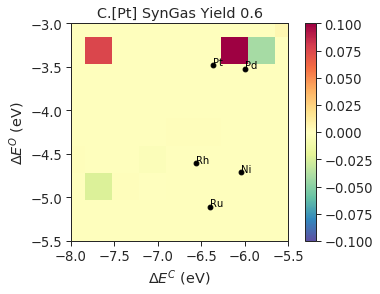 C.[Pt] SynGas Yield 0.6
−3.0
−3.5
−4.0
−4.5
−5.0
−5.5
ΔE^O (eV)
Pt
Pd
Rh
Ni
Ru
−8.0 −7.5 −7.0 −6.5 −6.0 −5.5
ΔE^C (eV)
0.100
0.075
0.050
0.025
0.000
−0.025
−0.050
−0.075
−0.100